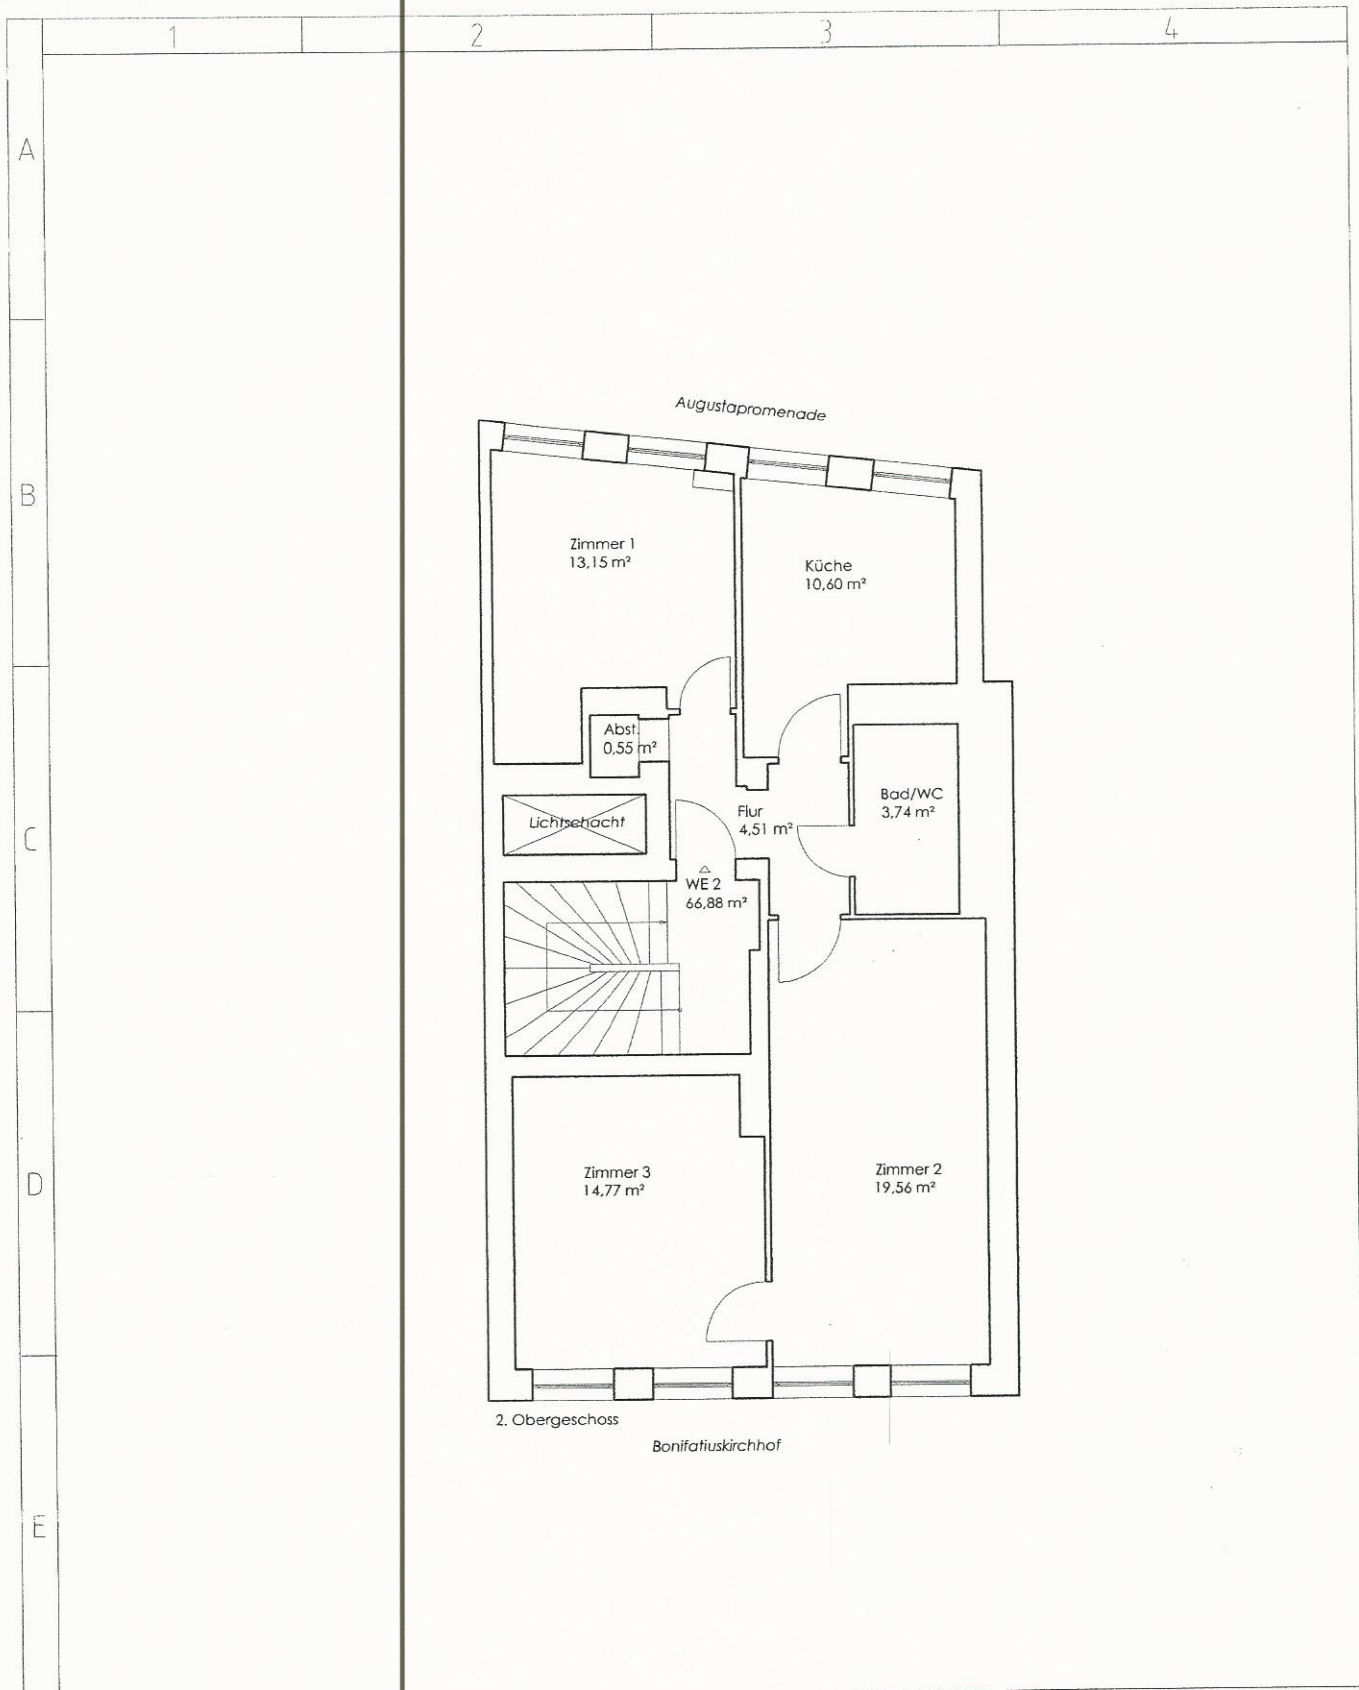 1 2 3 4
A
B
C
D
E
Augustapromenade
Zimmer 1
13,15 m²
Küche
10,60 m²
Abst.
0,55 m²
Lichtschacht
Flur
4,51 m²
Bad/WC
3,74 m²
WE 2
66,88 m²
Zimmer 3
14,77 m²
Zimmer 2
19,56 m²
2. Obergeschoss
Bonifatiuskirchhof